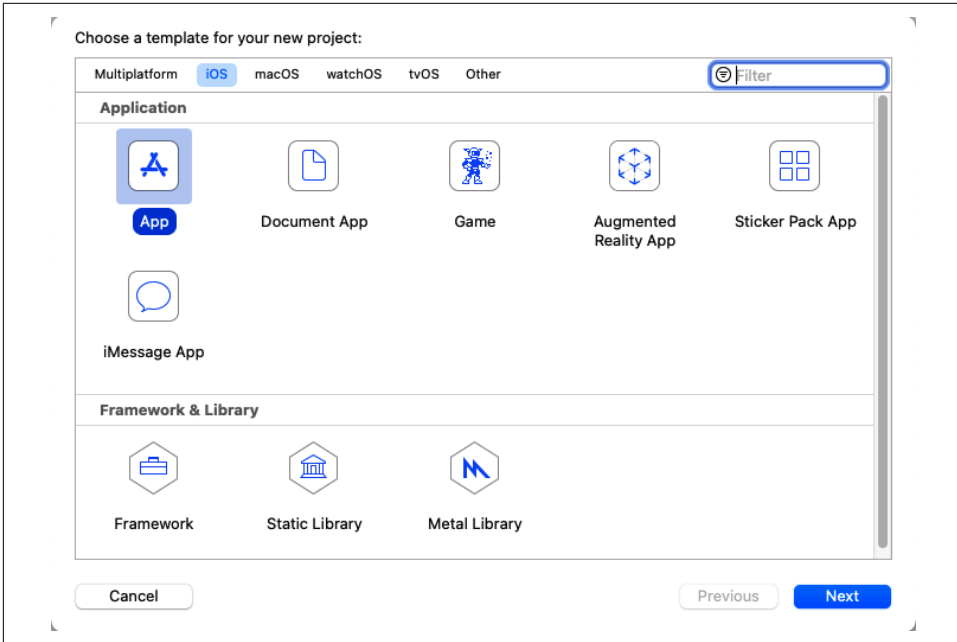 Choose a template for your new project:
Multiplatform iOS macOS watchOS tvOS Other Filter
Application
App Document App Game Augmented Reality App Sticker Pack App
iMessage App
Framework & Library
Framework Static Library Metal Library
Cancel Previous Next